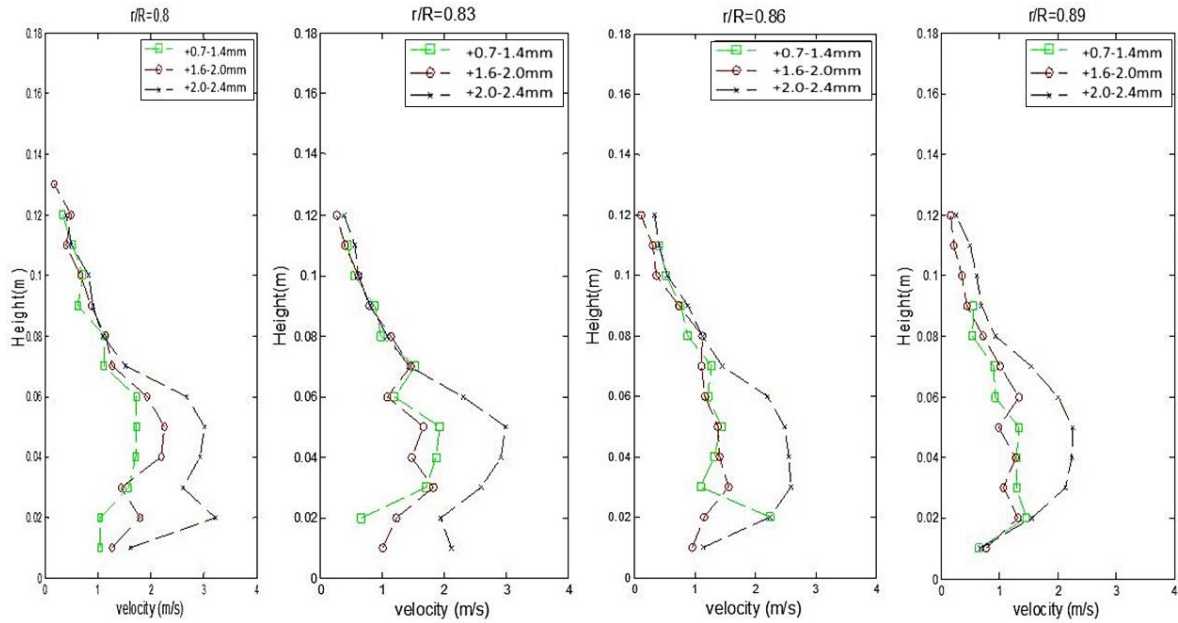 r/R=0.8
0.18
0.16
0.14
0.12
0.1
0.08
0.06
0.04
0.02
0
0 1 2 3 4
Height(m)
velocity(m/s)
+0.7-1.4mm
+1.6-2.0mm
+2.0-2.4mm
r/R=0.83
0.18
0.16
0.14
0.12
0.1
0.08
0.06
0.04
0.02
0
0 1 2 3 4
Height(m)
velocity (m/s)
+0.7-1.4mm
+1.6-2.0mm
+2.0-2.4mm
r/R=0.86
0.18
0.16
0.14
0.12
0.1
0.08
0.06
0.04
0.02
0
0 1 2 3 4
Height(m)
velocity (m/s)
+0.7-1.4mm
+1.6-2.0mm
+2.0-2.4mm
r/R=0.89
0.18
0.16
0.14
0.12
0.1
0.08
0.06
0.04
0.02
0
0 1 2 3 4
Height(m)
velocity (m/s)
+0.7-1.4mm
+1.6-2.0mm
+2.0-2.4mm